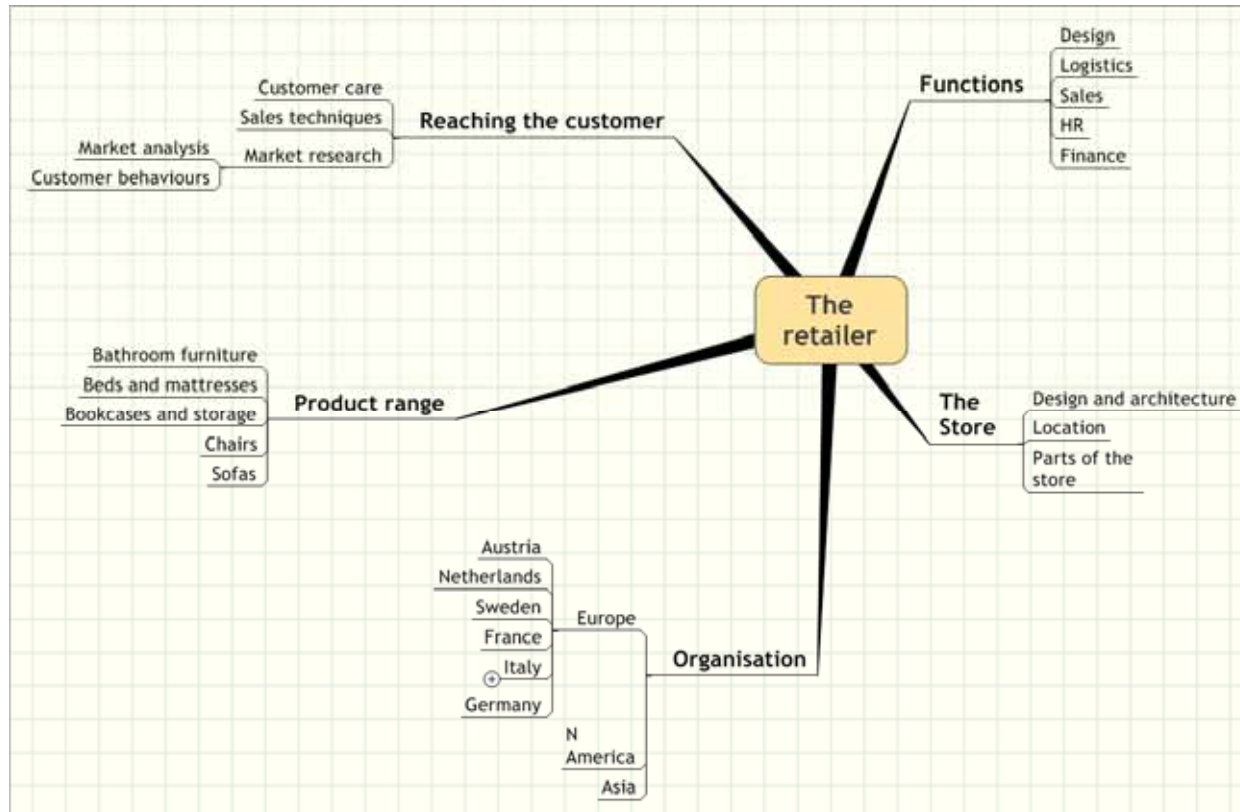 The
retailer
Functions
Design
Logistics
Sales
HR
Finance
The
Store
Design and architecture
Location
Parts of the
store
Organisation
Europe
Austria
Netherlands
Sweden
France
Italy
Germany
N
America
Asia
Product range
Bathroom furniture
Beds and mattresses
Bookcases and storage
Chairs
Sofas
Reaching the customer
Customer care
Sales techniques
Market research
Market analysis
Customer behaviours